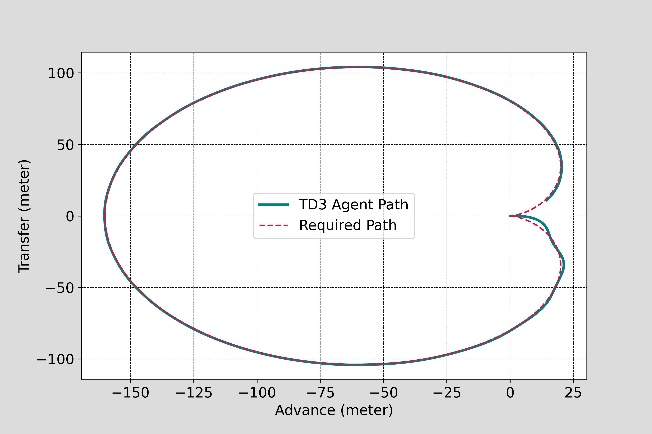 100
50
0
−50
−100
Transfer (meter)
TD3 Agent Path
Required Path
−150 −125 −100 −75 −50 −25 0 25
Advance (meter)